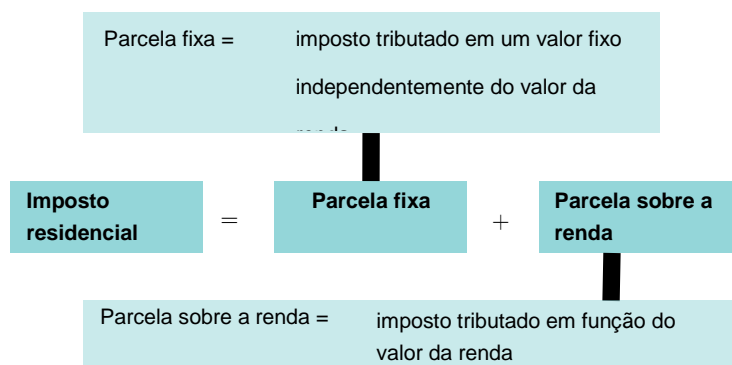 Parcela fixa = imposto tributado em um valor fixo
independentemente do valor da
Imposto residencial = Parcela fixa + Parcela sobre a renda
Parcela sobre a renda = imposto tributado em função do
valor da renda